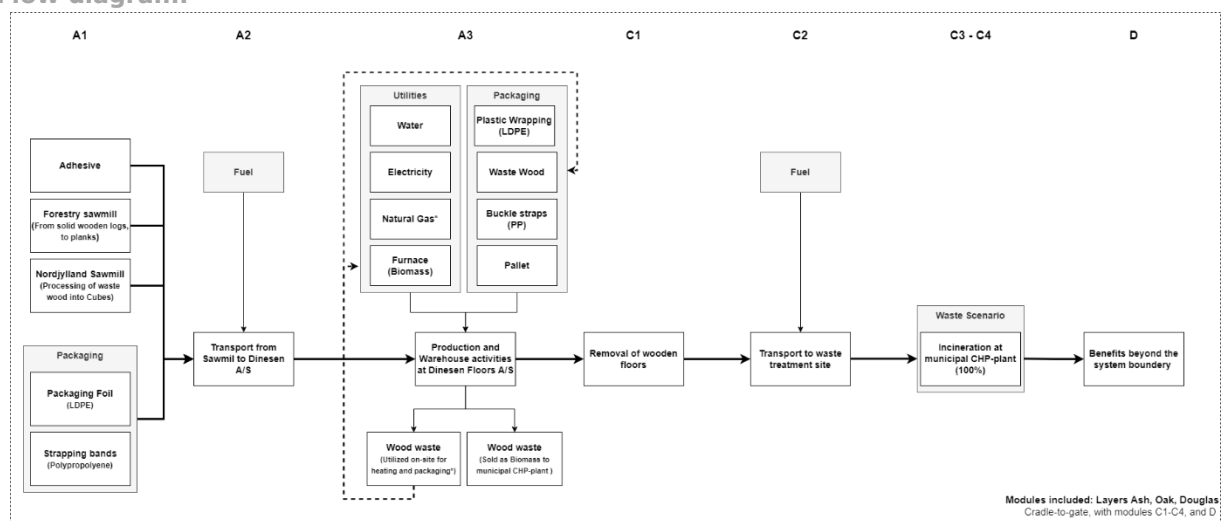 Flow diagram:
A1
A2
A3
C1
C2
C3 - C4
D
Adhesive
Forestry sawmill
(From solid wooden logs,
to planks)
Nordjylland Sawmill
(Processing of waste
wood into Cubes)
Packaging
Packaging Foil
(LDPE)
Strapping bands
(Polypropolyene)
Fuel
Transport from
Sawmil to Dinesen
A/S
Utilities
Water
Electricity
Natural Gas*
Furnace
(Biomass)
Packaging
Plastic Wrapping
(LDPE)
Waste Wood
Buckle straps
(PP)
Pallet
Production and
Warehouse activities
at Dinesen Floors A/S
Wood waste
(Utilized on-site for
heating and packaging*)
Wood waste
(Sold as Biomass to
municipal CHP-plant )
Removal of wooden
floors
Fuel
Transport to waste
treatment site
Waste Scenario
Incineration at
municipal CHP-plant
(100%)
Benefits beyond the
system boundery
Modules included: Layers Ash, Oak, Douglas
Cradle-to-gate, with modules C1-C4, and D